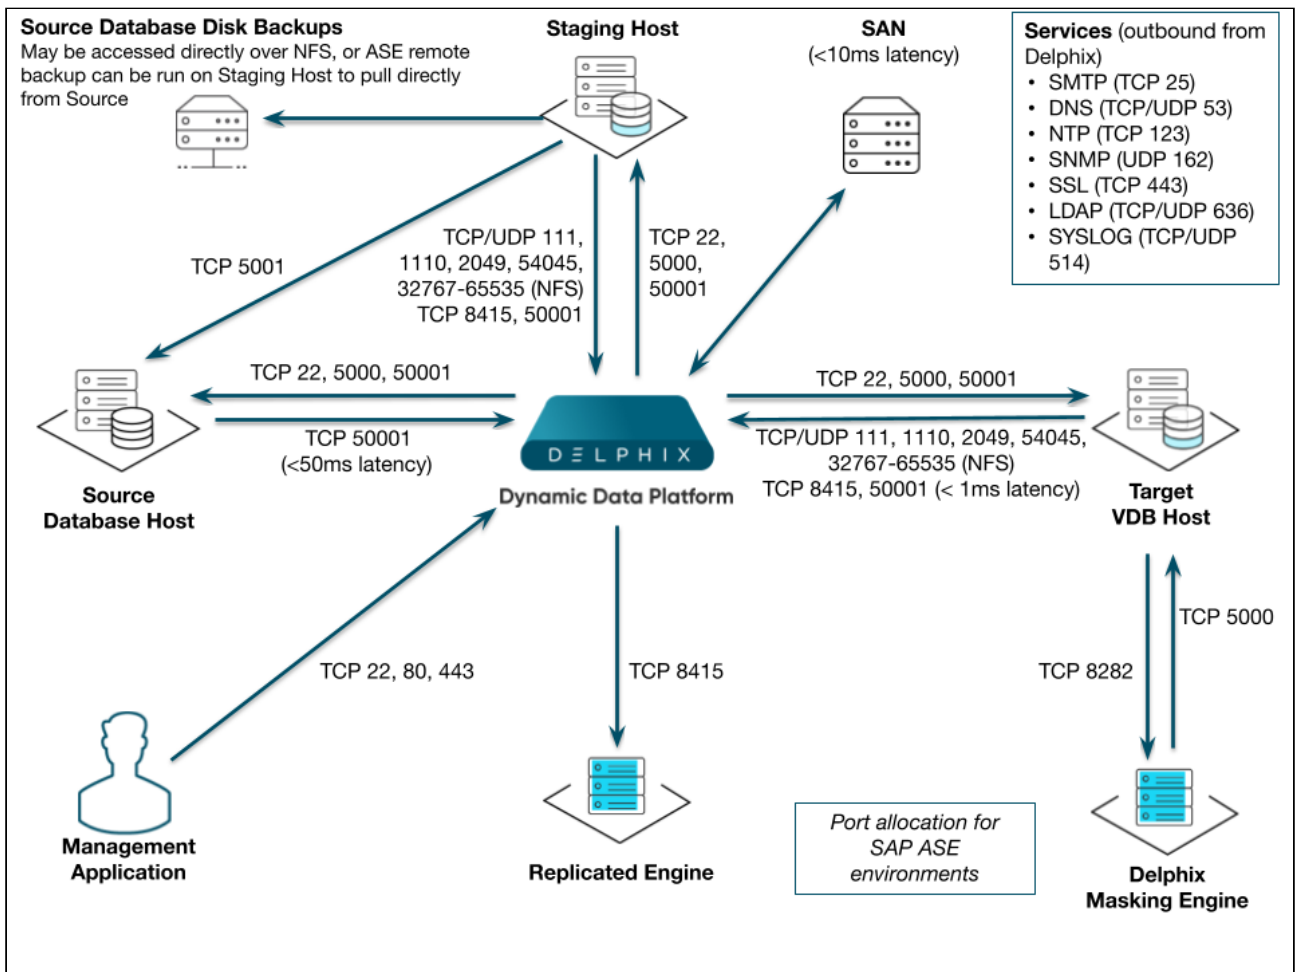 Source Database Disk Backups
May be accessed directly over NFS, or ASE remote
backup can be run on Staging Host to pull directly
from Source
Staging Host
SAN
(<10ms latency)
Services (outbound from
Delphix)
• SMTP (TCP 25)
• DNS (TCP/UDP 53)
• NTP (TCP 123)
• SNMP (UDP 162)
• SSL (TCP 443)
• LDAP (TCP/UDP 636)
• SYSLOG (TCP/UDP
514)
TCP 5001
TCP/UDP 111,
1110, 2049, 54045,
32767-65535 (NFS)
TCP 8415, 50001
TCP 22,
5000,
50001
TCP 22, 5000, 50001
TCP 50001
(<50ms latency)
DELPHIX
Dynamic Data Platform
TCP 22, 5000, 50001
TCP/UDP 111, 1110, 2049, 54045,
32767-65535 (NFS)
TCP 8415, 50001 (< 1ms latency)
Source
Database Host
Target
VDB Host
TCP 22, 80, 443
TCP 8415
TCP 5000
TCP 8282
Management
Application
Replicated Engine
Port allocation for
SAP ASE
environments
Delphix
Masking Engine